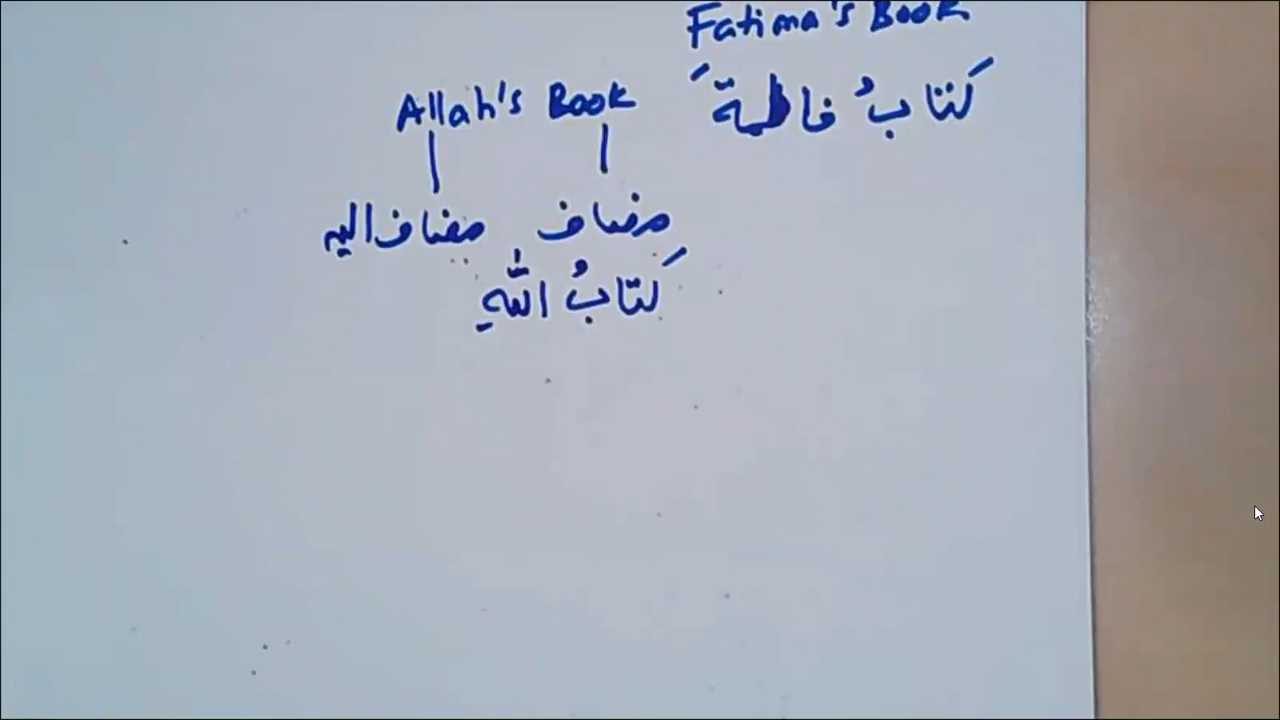 Fatima's Book
كتابُ فاطمةَ
Allah's Book
مضاف مضاف اليه
كتابُ اللهِ